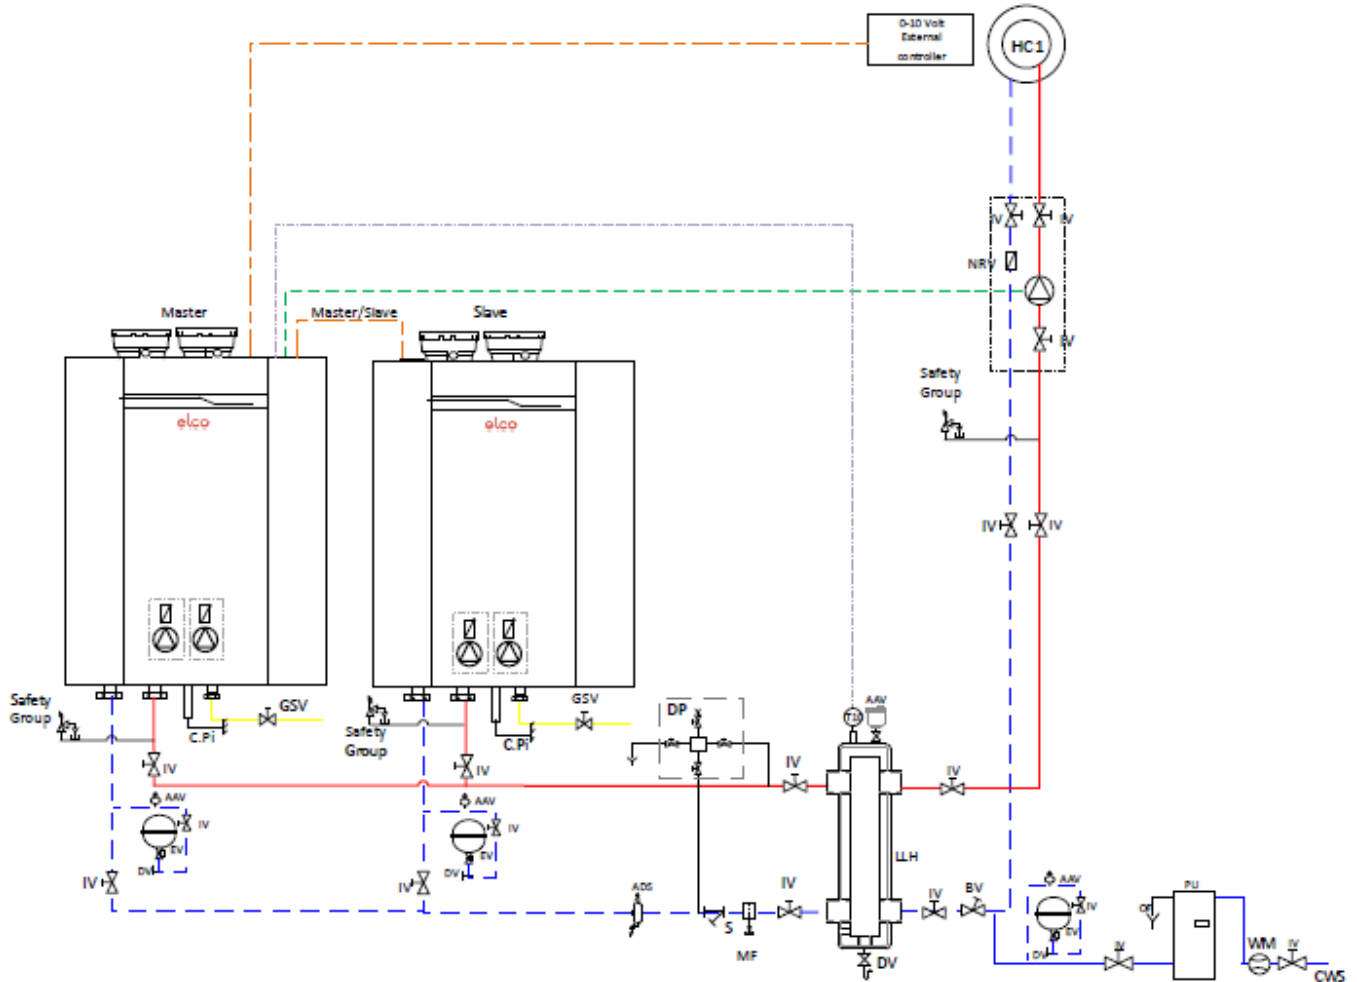 0-10 Volt
External
controller
HC1
IV
IV
NRV
IV
Master
Master/Slave
Slave
elco
elco
Safety
Group
IV
IV
Safety
Group
GSV
C.Pi
IV
Safety
Group
GSV
C.Pi
IV
DP
T10
AAV
IV
IV
AAV
IV
EV
DV
IV
AAV
IV
EV
DV
IV
LLH
ADS
S
MF
IV
DV
IV
BV
AAV
IV
EV
DV
IV
PU
OF
WM
IV
CWS